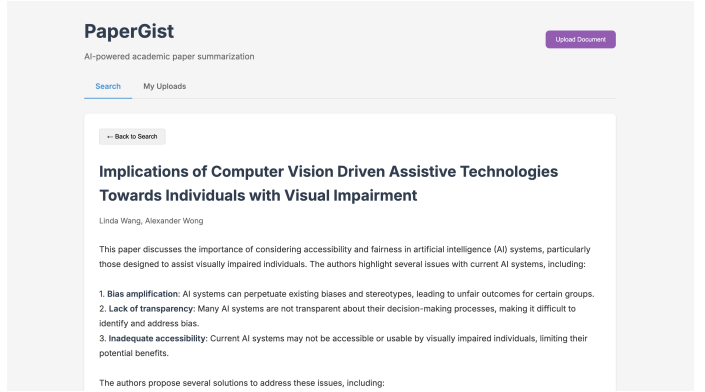 PaperGist
Upload Document
AI-powered academic paper summarization
Search
My Uploads
← Back to Search
Implications of Computer Vision Driven Assistive Technologies
Towards Individuals with Visual Impairment
Linda Wang, Alexander Wong
This paper discusses the importance of considering accessibility and fairness in artificial intelligence (AI) systems, particularly
those designed to assist visually impaired individuals. The authors highlight several issues with current AI systems, including:
1. Bias amplification: AI systems can perpetuate existing biases and stereotypes, leading to unfair outcomes for certain groups.
2. Lack of transparency: Many AI systems are not transparent about their decision-making processes, making it difficult to
identify and address bias.
3. Inadequate accessibility: Current AI systems may not be accessible or usable by visually impaired individuals, limiting their
potential benefits.
The authors propose several solutions to address these issues, including: